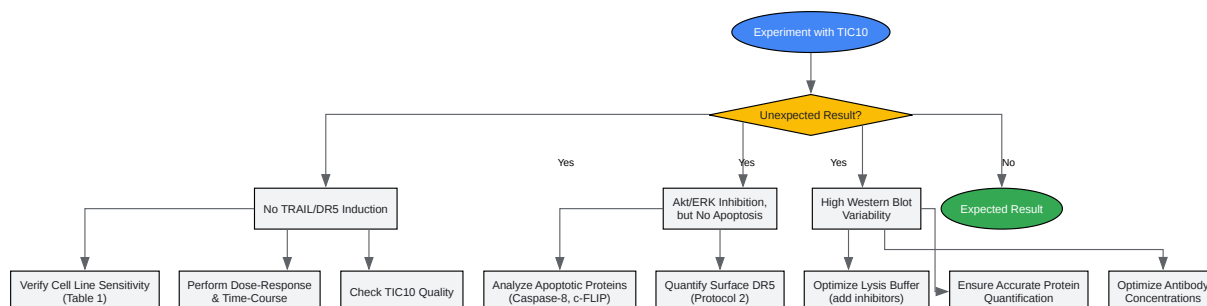 Experiment with TIC10
Unexpected Result?
Yes
Yes
Yes
No
No TRAIL/DR5 Induction
Akt/ERK Inhibition,
but No Apoptosis
High Western Blot
Variability
Expected Result
Verify Cell Line Sensitivity
(Table 1)
Perform Dose-Response
& Time-Course
Check TIC10 Quality
Analyze Apoptotic Proteins
(Caspase-8, c-FLIP)
Quantify Surface DR5
(Protocol 2)
Optimize Lysis Buffer
(add inhibitors)
Ensure Accurate Protein
Quantification
Optimize Antibody
Concentrations